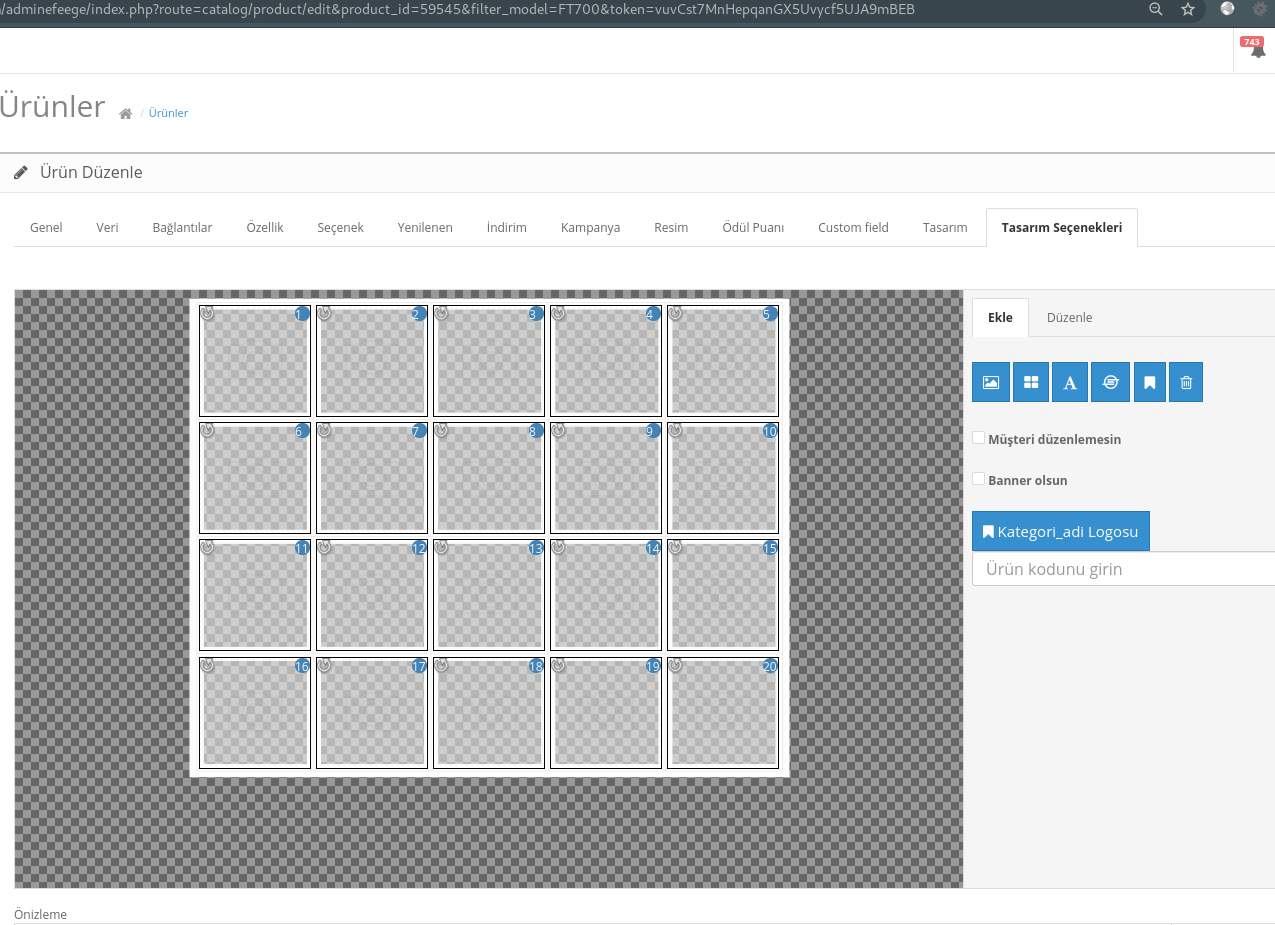 /adminefeege/index.php?route=catalog/product/edit&product_id=59545&filter_model=FT700&token=vuvCst7MnHepqanGX5Uvycf5UJA9mBEB
743
Ürünler / Ürünler
Ürün Düzenle
Genel Veri Bağlantılar Özellik Seçenek Yenilenen İndirim Kampanya Resim Ödül Puanı Custom field Tasarım Tasarım Seçenekleri
1 2 3 4 5
6 7 8 9 10
11 12 13 14 15
16 17 18 19 20
Ekle Düzenle
A
Müşteri düzenlemesin
Banner olsun
Kategori_adi Logosu
Ürün kodunu girin
Önizleme